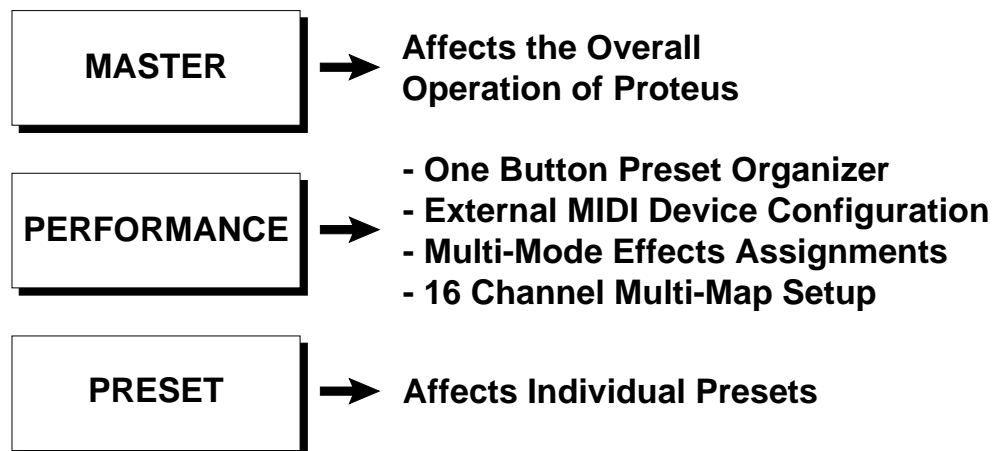 MASTER
Affects the Overall
Operation of Proteus
PERFORMANCE
- One Button Preset Organizer
- External MIDI Device Configuration
- Multi-Mode Effects Assignments
- 16 Channel Multi-Map Setup
PRESET
Affects Individual Presets